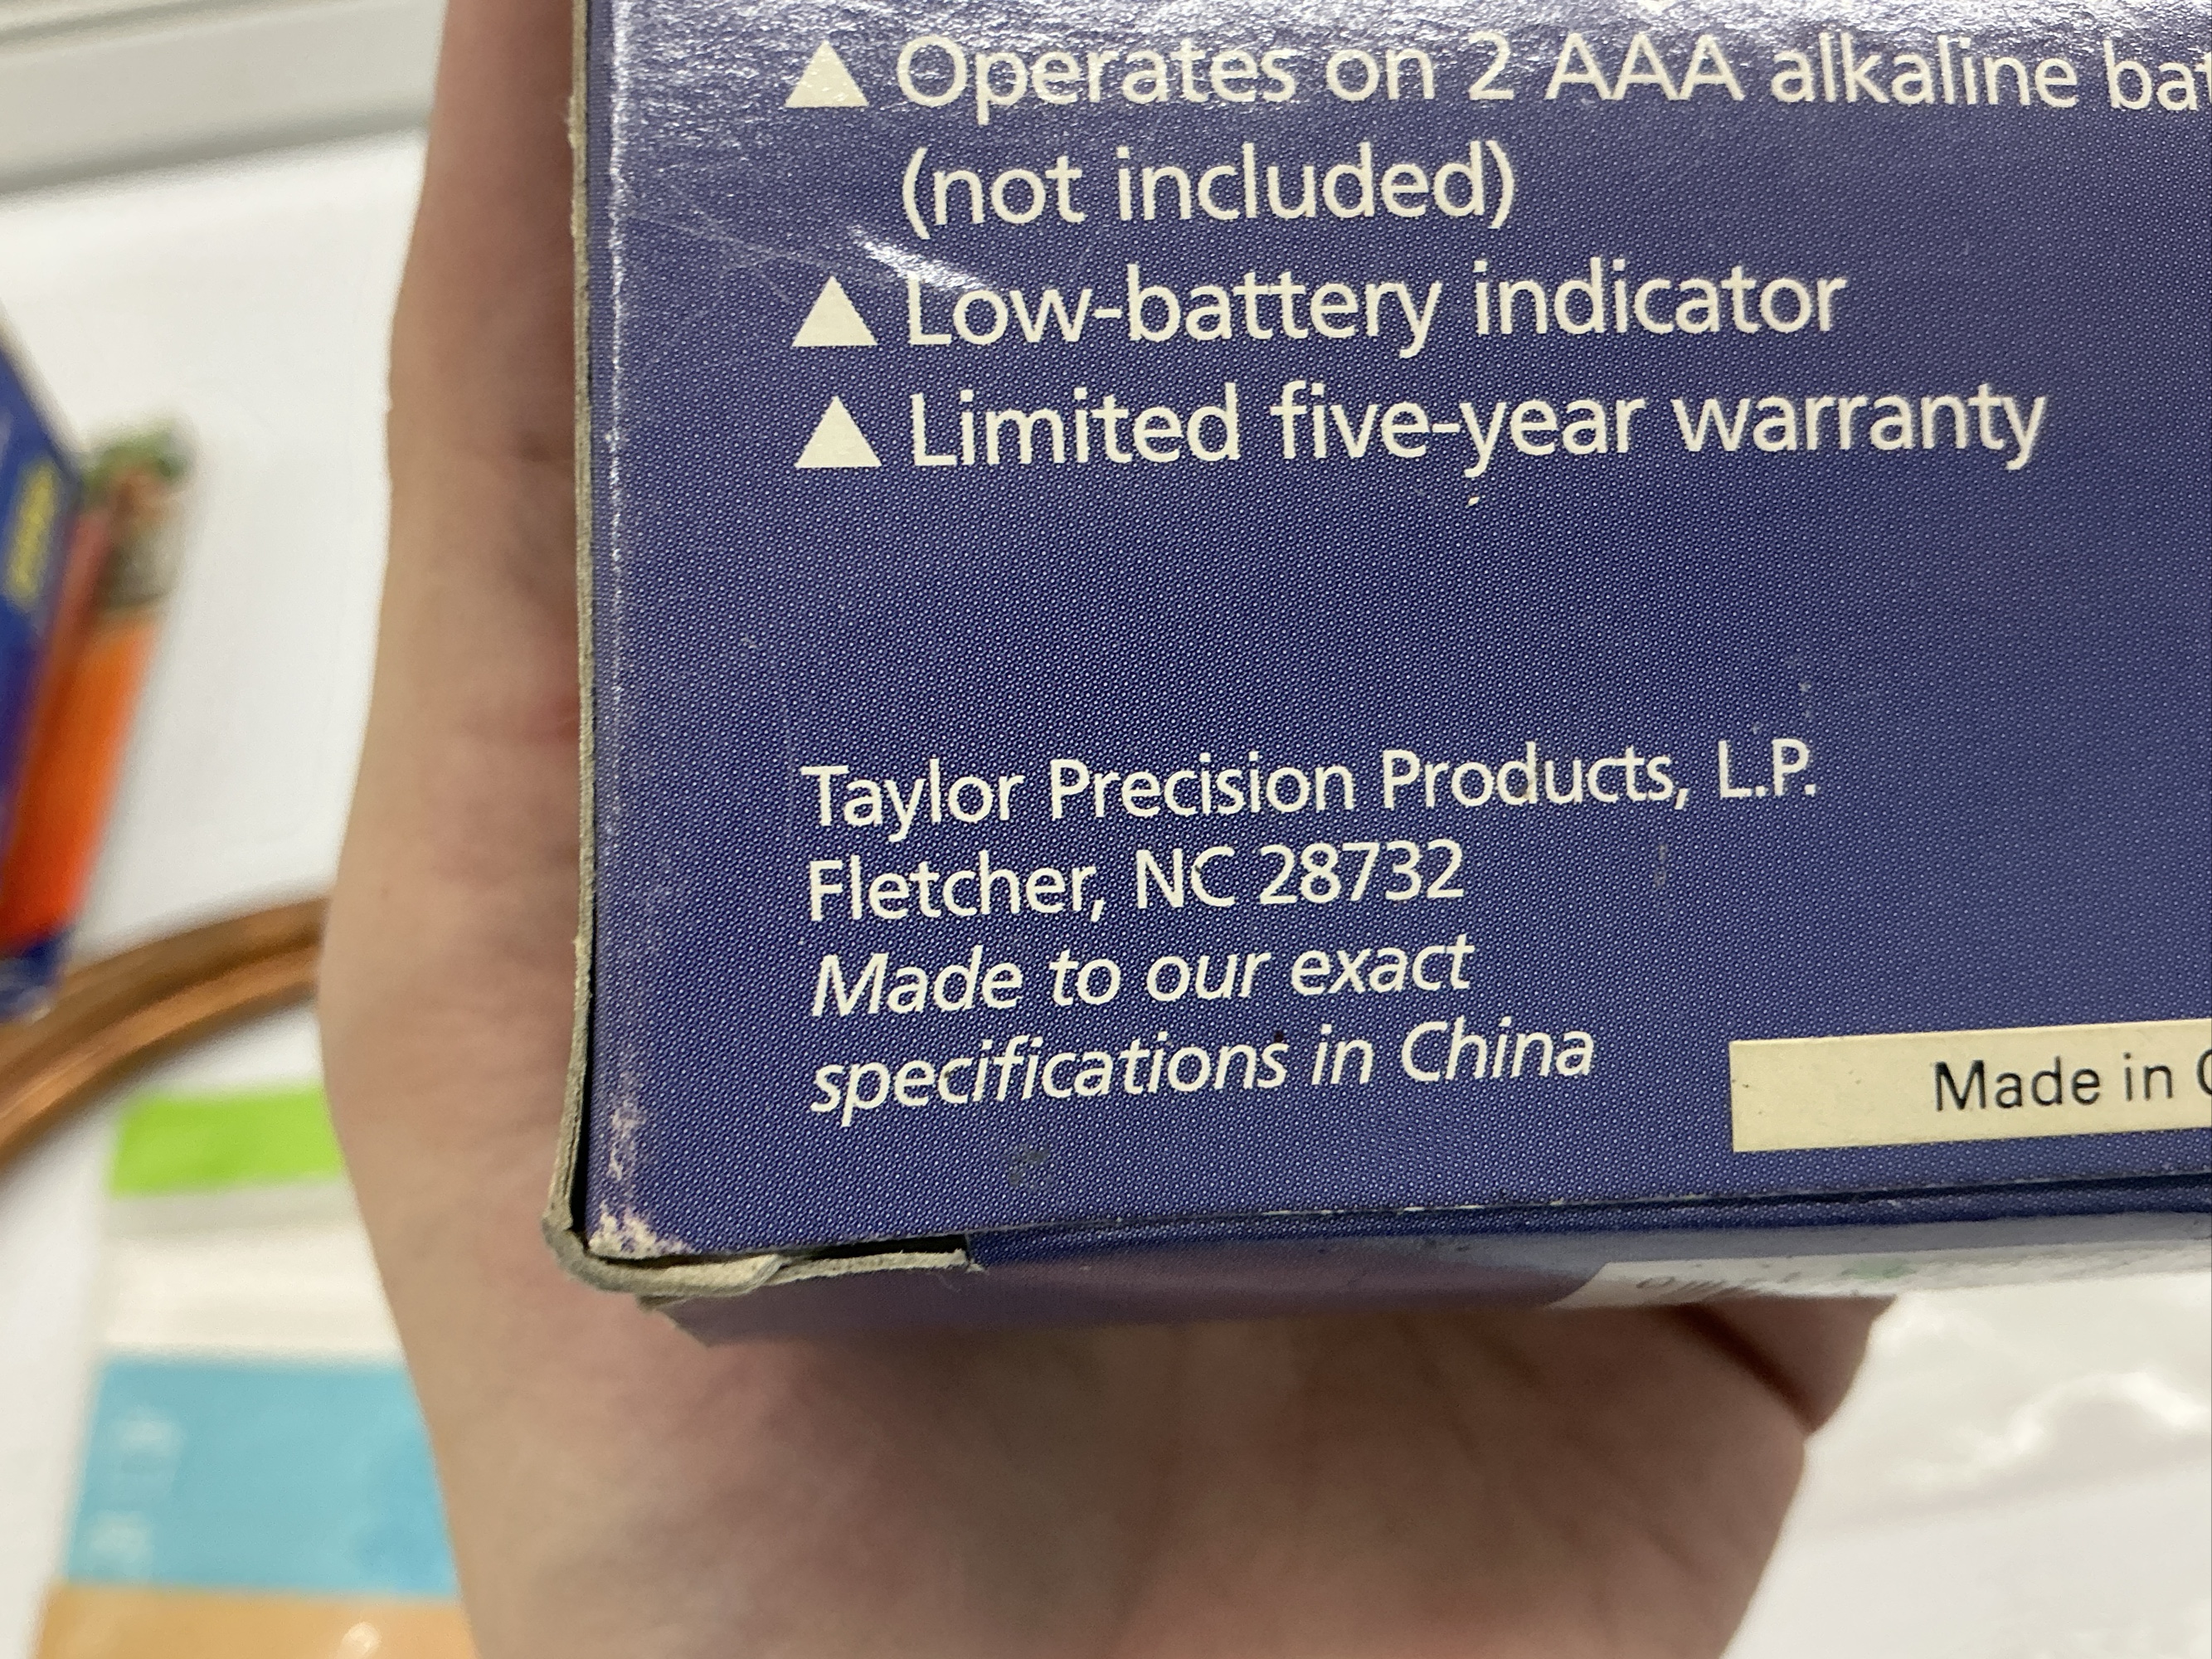 ▲ Operates on 2 AAA alkaline bat
(not included)
▲ Low-battery indicator
▲ Limited five-year warranty
Taylor Precision Products, L.P.
Fletcher, NC 28732
Made to our exact
specifications in China
Made in C